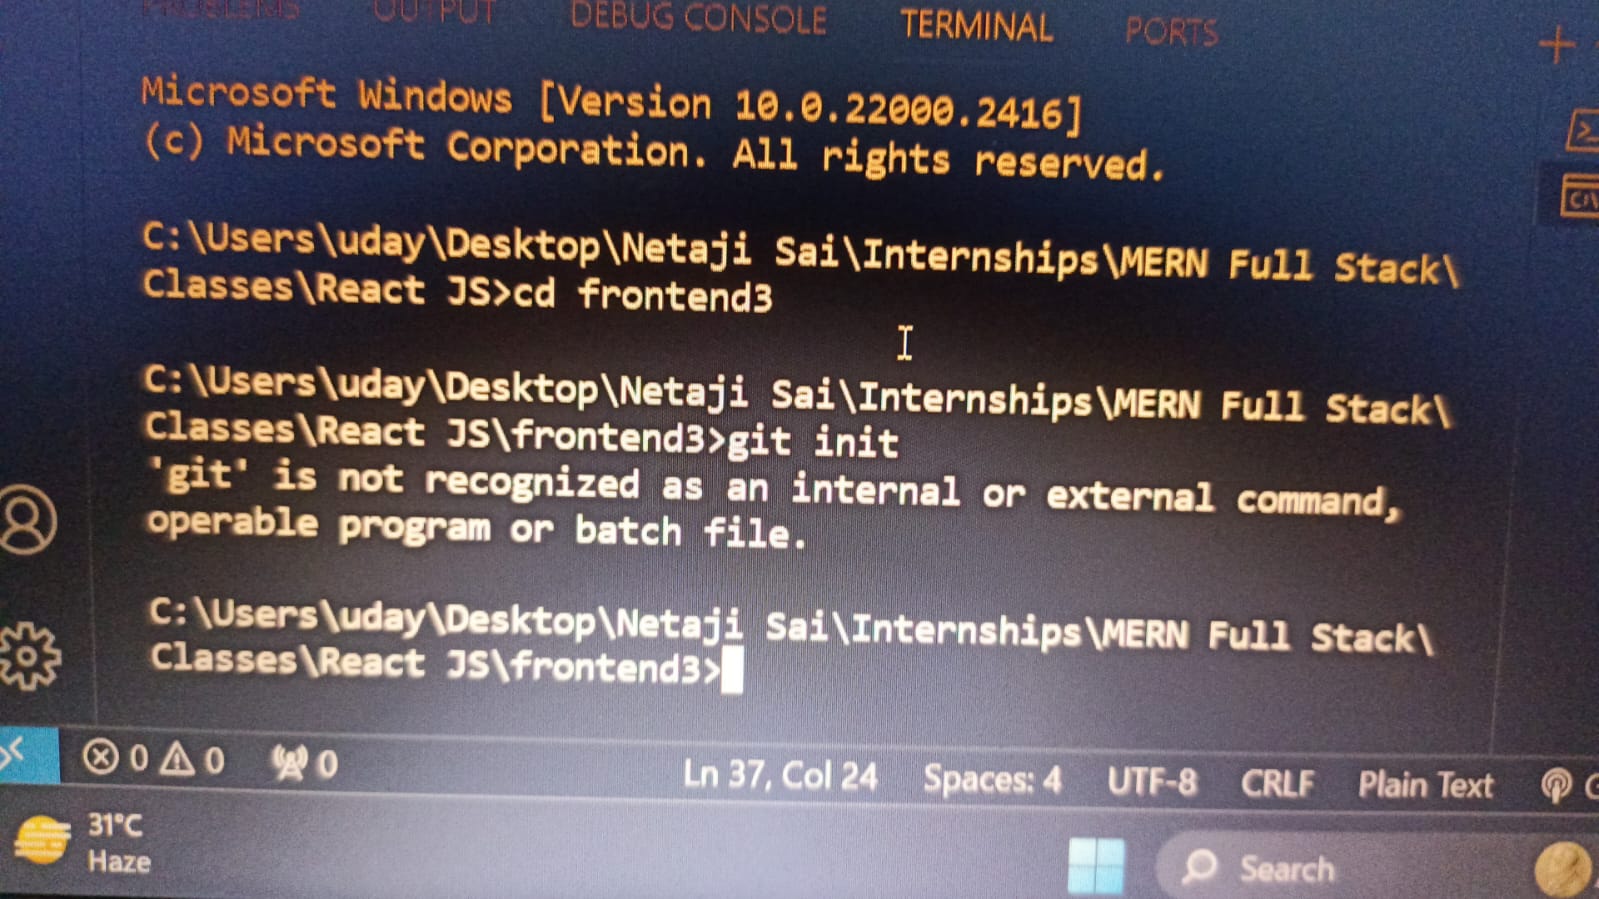 PROBLEMS OUTPUT DEBUG CONSOLE TERMINAL PORTS
Microsoft Windows [Version 10.0.22000.2416]
(c) Microsoft Corporation. All rights reserved.
C:\Users\uday\Desktop\Netaji Sai\Internships\MERN Full Stack\
Classes\React JS>cd frontend3
C:\Users\uday\Desktop\Netaji Sai\Internships\MERN Full Stack\
Classes\React JS\frontend3>git init
'git' is not recognized as an internal or external command,
operable program or batch file.
C:\Users\uday\Desktop\Netaji Sai\Internships\MERN Full Stack\
Classes\React JS\frontend3>
0 0 0 Ln 37, Col 24 Spaces: 4 UTF-8 CRLF Plain Text
31°C
Haze
Search